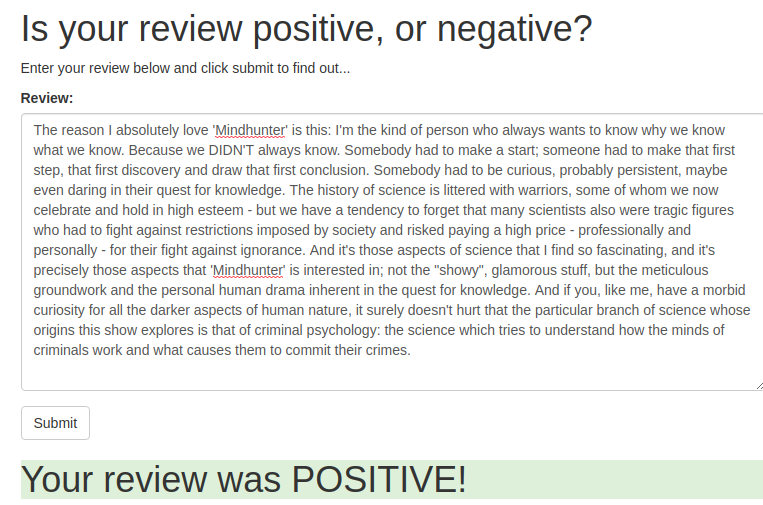 Is your review positive, or negative?
Enter your review below and click submit to find out...
Review:
The reason I absolutely love 'Mindhunter' is this: I'm the kind of person who always wants to know why we know
what we know. Because we DIDN'T always know. Somebody had to make a start; someone had to make that first
step, that first discovery and draw that first conclusion. Somebody had to be curious, probably persistent, maybe
even daring in their quest for knowledge. The history of science is littered with warriors, some of whom we now
celebrate and hold in high esteem - but we have a tendency to forget that many scientists also were tragic figures
who had to fight against restrictions imposed by society and risked paying a high price - professionally and
personally - for their fight against ignorance. And it's those aspects of science that I find so fascinating, and it's
precisely those aspects that 'Mindhunter' is interested in; not the "showy", glamorous stuff, but the meticulous
groundwork and the personal human drama inherent in the quest for knowledge. And if you, like me, have a morbid
curiosity for all the darker aspects of human nature, it surely doesn't hurt that the particular branch of science whose
origins this show explores is that of criminal psychology: the science which tries to understand how the minds of
criminals work and what causes them to commit their crimes.
Submit
Your review was POSITIVE!